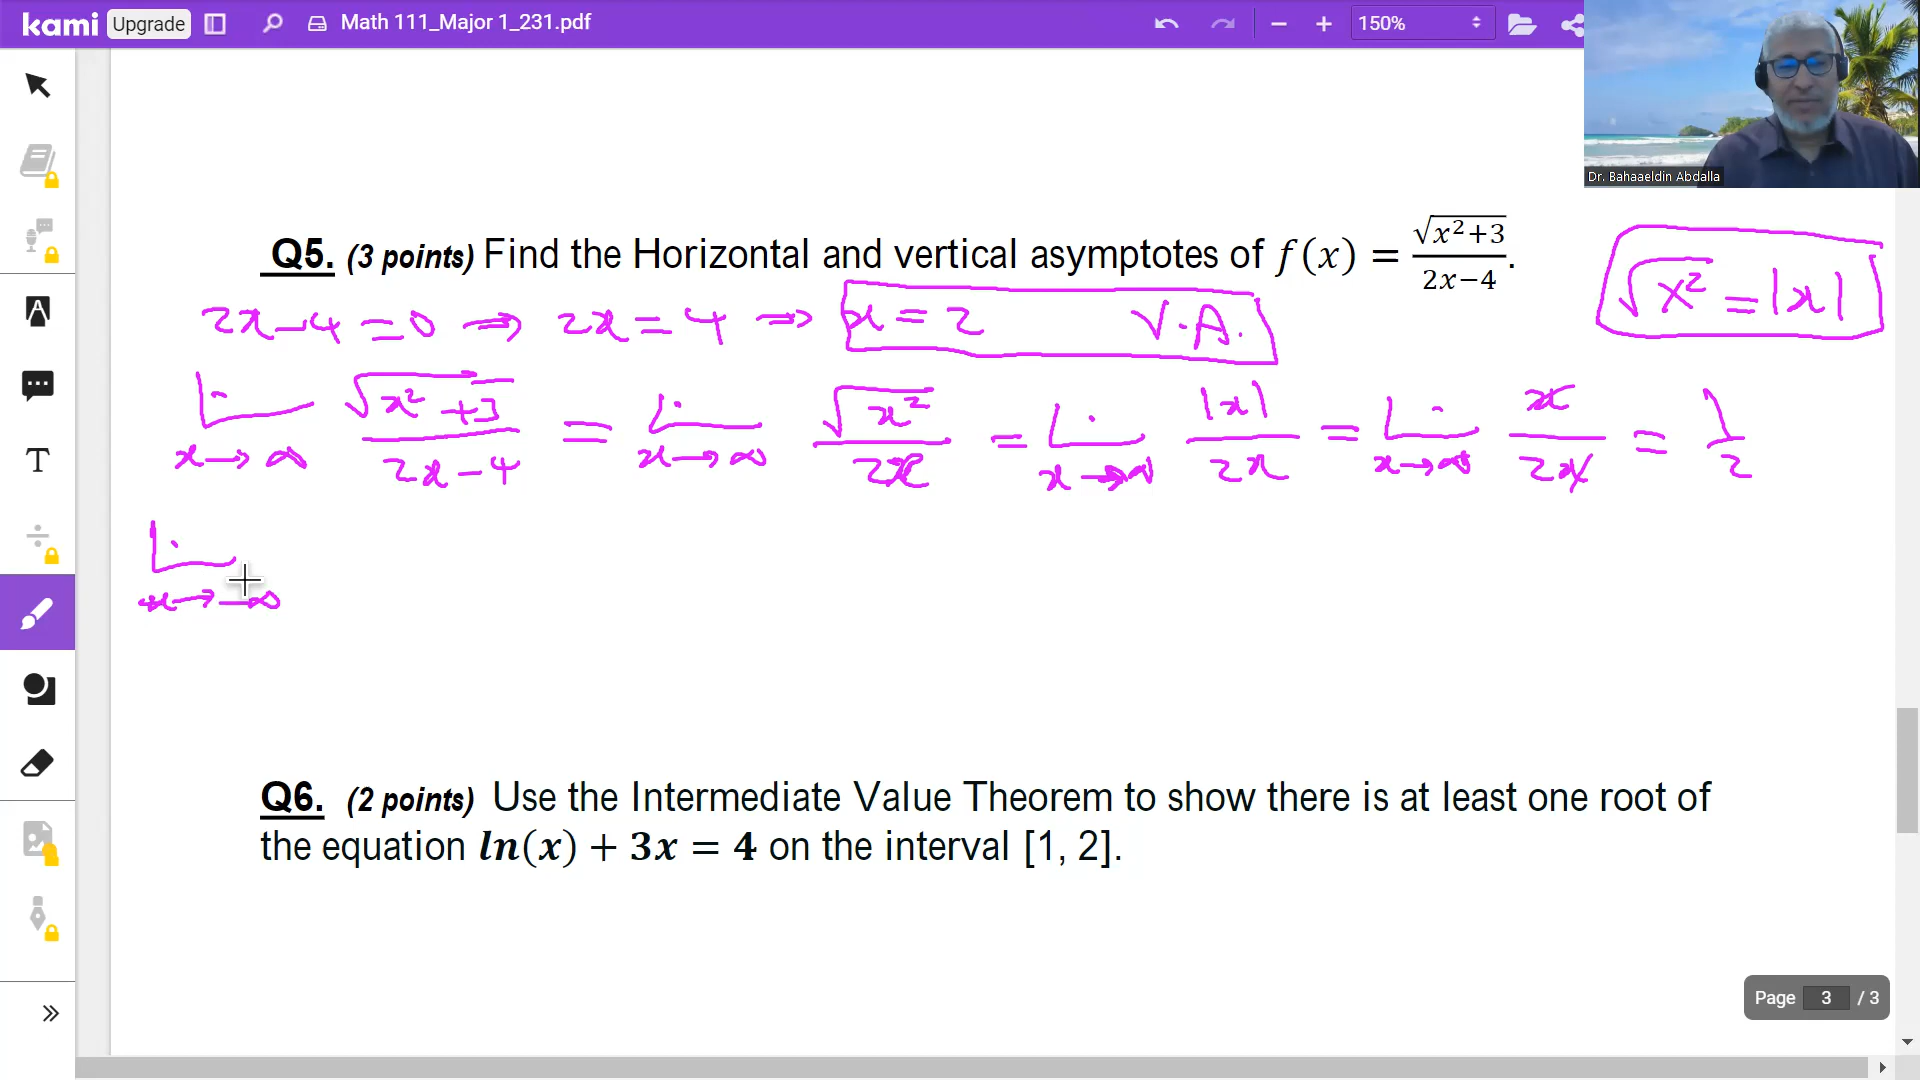 kami Upgrade Math 111_Major 1_231.pdf 150%
Dr. Bahaaeldin Abdalla
Q5. (3 points) Find the Horizontal and vertical asymptotes of f(x) = √(x²+3) / (2x−4).
√x² = |x|
2x−4 = 0 ⇒ 2x = 4 ⇒ x = 2 V.A.
lim x→∞ √(x²+3) / (2x−4) = lim x→∞ √x² / 2x = lim x→∞ |x| / 2x = lim x→∞ x / 2x = 1/2
lim x→−∞
Q6. (2 points) Use the Intermediate Value Theorem to show there is at least one root of
the equation ln(x) + 3x = 4 on the interval [1, 2].
Page 3 / 3